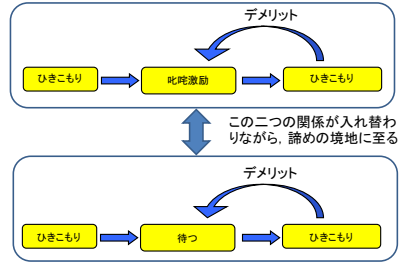 デメリット
ひきこもり
叱咤激励
ひきこもり
この二つの関係が入れ替わ
りながら，諦めの境地に至る
デメリット
ひきこもり
待つ
ひきこもり